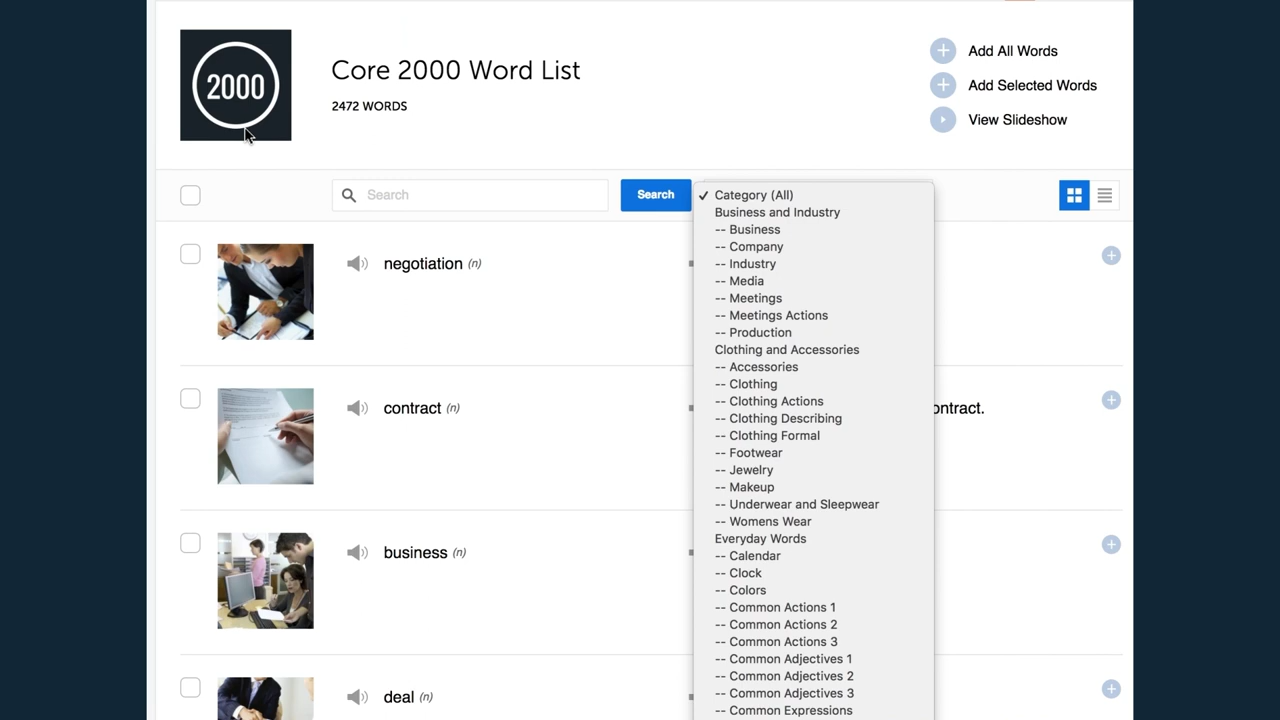 2000
Core 2000 Word List
2472 WORDS
Add All Words
Add Selected Words
View Slideshow
Search
Search
✓ Category (All)
Business and Industry
-- Business
-- Company
-- Industry
-- Media
-- Meetings
-- Meetings Actions
-- Production
Clothing and Accessories
-- Accessories
-- Clothing
-- Clothing Actions
-- Clothing Describing
-- Clothing Formal
-- Footwear
-- Jewelry
-- Makeup
-- Underwear and Sleepwear
-- Womens Wear
Everyday Words
-- Calendar
-- Clock
-- Colors
-- Common Actions 1
-- Common Actions 2
-- Common Actions 3
-- Common Adjectives 1
-- Common Adjectives 2
-- Common Adjectives 3
-- Common Expressions
negotiation (n)
contract (n)
ontract.
business (n)
deal (n)